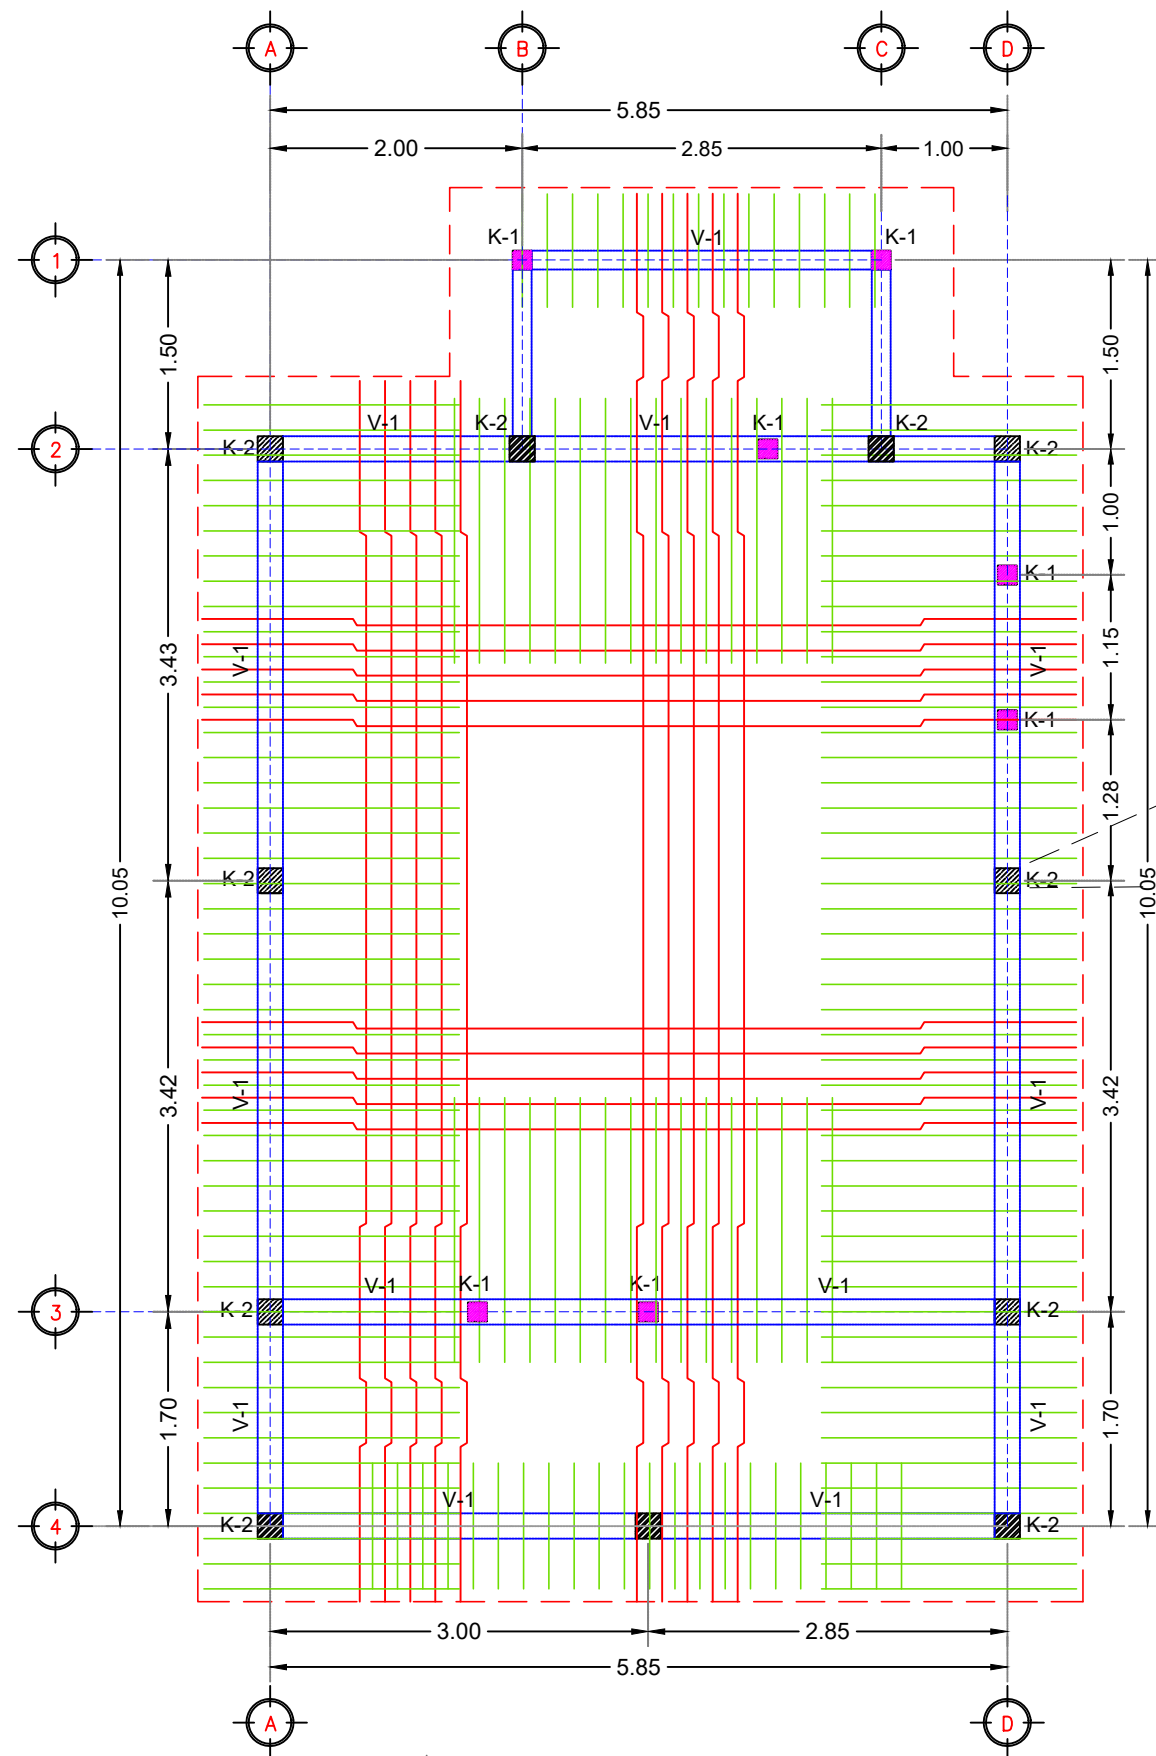 A B C D
5.85
2.00 2.85 1.00
K-1 V-1 K-1
1
1.50 1.50
V-1 K-2 V-1 K-1 K-2
2 K-2 K-2
1.00
K-1
3.43 V-1 V-1 1.15
K-1
1.28
10.05 K-2 K-2 10.05
3.42 V-1 V-1 3.42
V-1 K-1 K-1 V-1
3 K-2 K-2
1.70 V-1 V-1 1.70
V-1 V-1
4 K-2 K-2
3.00 2.85
5.85
A D